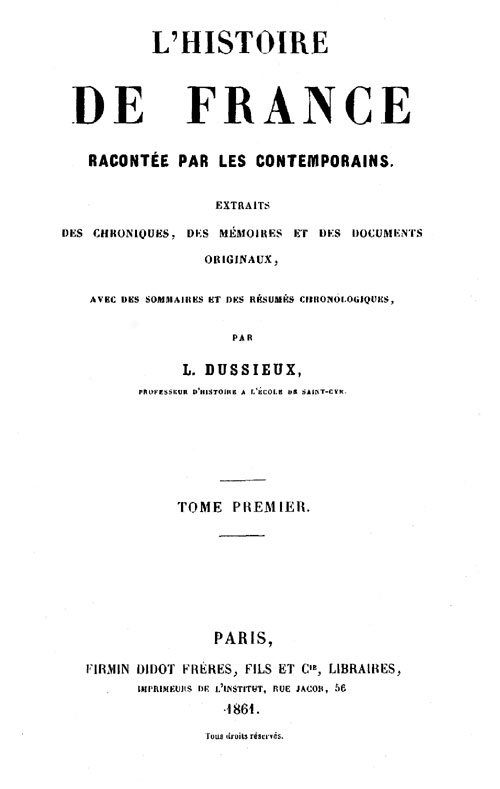 L'HISTOIRE
DE FRANCE
RACONTÉE PAR LES CONTEMPORAINS.
EXTRAITS
DES CHRONIQUES, DES MÉMOIRES ET DES DOCUMENTS
ORIGINAUX,
AVEC DES SOMMAIRES ET DES RÉSUMÉS CHRONOLOGIQUES,
PAR
L. DUSSIEUX,
PROFESSEUR D'HISTOIRE A L'ÉCOLE DE SAINT-CYR.
TOME PREMIER.
PARIS,
FIRMIN DIDOT FRÈRES, FILS ET Cie, LIBRAIRES,
IMPRIMEURS DE L'INSTITUT, RUE JACOB, 56
1861.
Tous droits réservés.